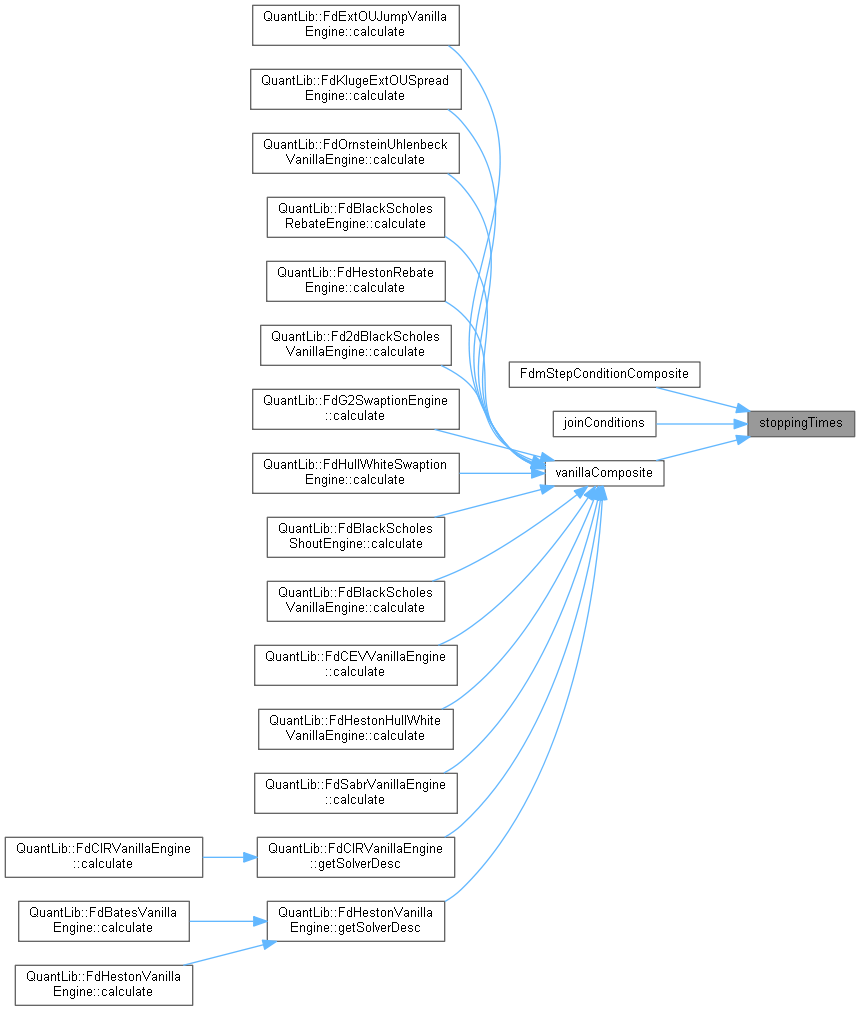 QuantLib::FdExtOUJumpVanilla
Engine::calculate
QuantLib::FdKlugeExtOUSpread
Engine::calculate
QuantLib::FdOrnsteinUhlenbeck
VanillaEngine::calculate
QuantLib::FdBlackScholes
RebateEngine::calculate
QuantLib::FdHestonRebate
Engine::calculate
QuantLib::Fd2dBlackScholes
VanillaEngine::calculate
QuantLib::FdG2SwaptionEngine
::calculate
QuantLib::FdHullWhiteSwaption
Engine::calculate
QuantLib::FdBlackScholes
ShoutEngine::calculate
QuantLib::FdBlackScholes
VanillaEngine::calculate
QuantLib::FdCEVVanillaEngine
::calculate
QuantLib::FdHestonHullWhite
VanillaEngine::calculate
QuantLib::FdSabrVanillaEngine
::calculate
QuantLib::FdCIRVanillaEngine
::calculate
QuantLib::FdCIRVanillaEngine
::getSolverDesc
QuantLib::FdBatesVanilla
Engine::calculate
QuantLib::FdHestonVanilla
Engine::getSolverDesc
QuantLib::FdHestonVanilla
Engine::calculate
FdmStepConditionComposite
joinConditions
vanillaComposite
stoppingTimes